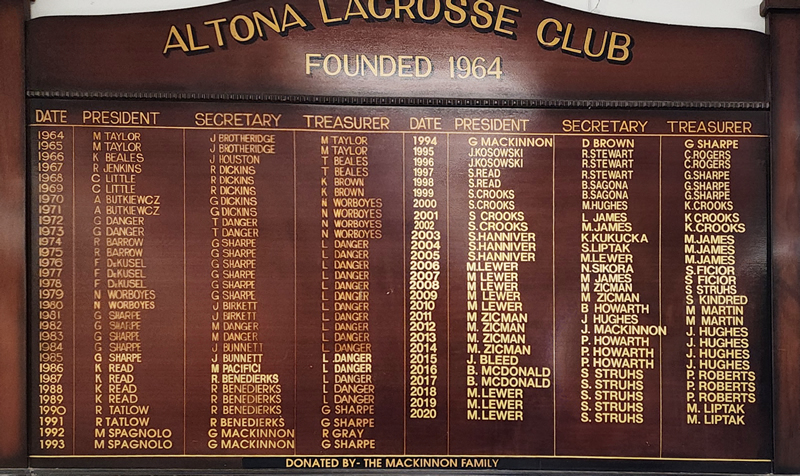 ALTONA LACROSSE CLUB
FOUNDED 1964
DATE PRESIDENT SECRETARY TREASURER DATE PRESIDENT SECRETARY TREASURER
1964 M TAYLOR J BROTHERIDGE M TAYLOR 1994 G MACKINNON D BROWN G SHARPE
1965 M TAYLOR J BROTHERIDGE M TAYLOR 1995 J.KOSOWSKI R.STEWART C.ROGERS
1966 K BEALES J HOUSTON T BEALES 1996 J.KOSOWSKI R.STEWART C.ROGERS
1967 R JENKINS R DICKINS T BEALES 1997 S.READ R.STEWART G.SHARPE
1968 C LITTLE R DICKINS K BROWN 1998 S.READ B.SAGONA G.SHARPE
1969 C LITTLE R DICKINS K BROWN 1999 S.CROOKS B.SAGONA G.SHARPE
1970 A BUTKIEWCZ G DICKINS N WORBOYES 2000 S.CROOKS M.HUGHES K.CROOKS
1971 A BUTKIEWCZ G DICKINS N WORBOYES 2001 S CROOKS L JAMES K CROOKS
1972 G DANGER T DANGER N WORBOYES 2002 S.CROOKS M.JAMES K.CROOKS
1973 G DANGER T DANGER N WORBOYES 2003 S.HANNIVER K.KUKUCKA M.JAMES
1974 R BARROW G SHARPE L DANGER 2004 S.HANNIVER S.LIPTAK M.JAMES
1975 R BARROW G SHARPE L DANGER 2005 S.HANNIVER M.LEWER M.JAMES
1976 F DeKUSEL G SHARPE L DANGER 2006 M.LEWER N.SIKORA S.FICIOR
1977 F DeKUSEL G SHARPE L DANGER 2007 M.LEWER M JAMES S FICIOR
1978 F DeKUSEL G SHARPE L DANGER 2008 M LEWER M ZICMAN S STRUHS
1979 N WORBOYES G SHARPE L DANGER 2009 M LEWER M ZICMAN S KINDRED
1980 N WORBOYES J BIRKETT L DANGER 2010 M LEWER B HOWARTH M MARTIN
1981 G SHARPE J BIRKETT L DANGER 2011 M ZICMAN J HUGHES M MARTIN
1982 G SHARPE M DANGER L DANGER 2012 M. ZICMAN J. MACKINNON J. HUGHES
1983 G SHARPE M DANGER L DANGER 2013 M. ZICMAN P. HOWARTH J. HUGHES
1984 G SHARPE J BUNNETT L DANGER 2014 M. ZICMAN P. HOWARTH J. HUGHES
1985 G SHARPE J BUNNETT L DANGER 2015 J. BLEED P. HOWARTH J. HUGHES
1986 K READ M PACIFICI L DANGER 2016 B. MCDONALD S. STRUHS P. ROBERTS
1987 K READ R. BENEDIERKS L DANGER 2017 B. MCDONALD S. STRUHS P. ROBERTS
1988 K READ R BENEDIERKS L DANGER 2018 M. LEWER S. STRUHS P. ROBERTS
1989 K READ R BENEDIERKS L DANGER 2019 M. LEWER S. STRUHS M. LIPTAK
1990 R TATLOW R BENEDIERKS G SHARPE 2020 M. LEWER S. STRUHS M. LIPTAK
1991 R TATLOW R BENEDIERKS G SHARPE
1992 M SPAGNOLO G MACKINNON R GRAY
1993 M SPAGNOLO G MACKINNON G SHARPE
DONATED BY- THE MACKINNON FAMILY